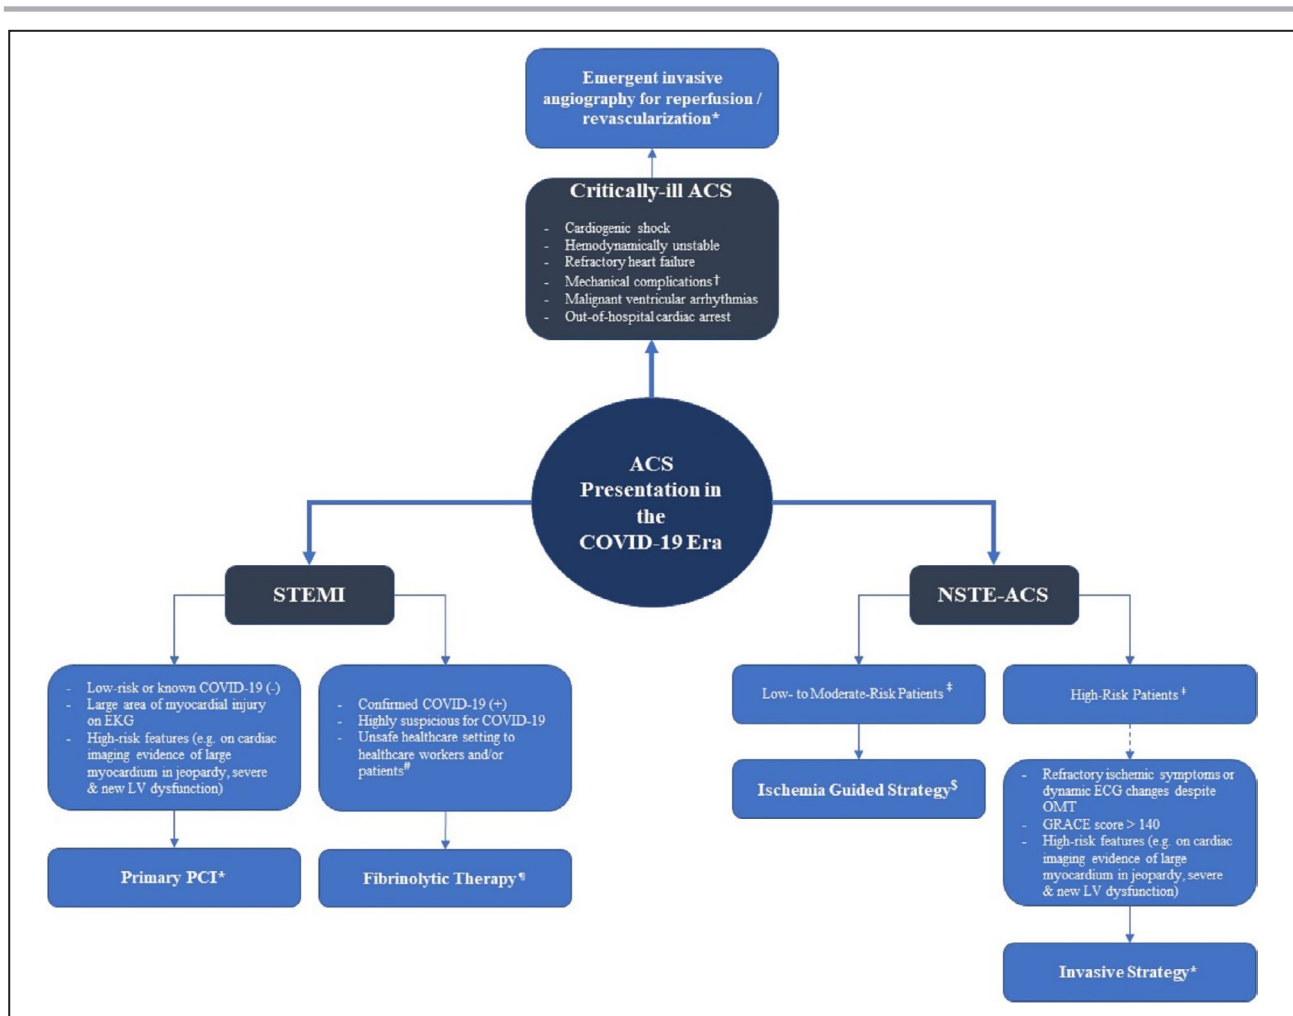 Emergent invasive
angiography for reperfusion /
revascularization*
Critically-ill ACS
- Cardiogenic shock
- Hemodynamically unstable
- Refractory heart failure
- Mechanical complications†
- Malignant ventricular arrhythmias
- Out-of-hospital cardiac arrest
ACS
Presentation in
the
COVID-19 Era
STEMI
- Low-risk or known COVID-19 (-)
- Large area of myocardial injury
on EKG
- High-risk features (e.g. on cardiac
imaging evidence of large
myocardium in jeopardy, severe
& new LV dysfunction)
Primary PCI*
- Confirmed COVID-19 (+)
- Highly suspicious for COVID-19
- Unsafe healthcare setting to
healthcare workers and/or
patients#
Fibrinolytic Therapy¶
NSTE-ACS
Low- to Moderate-Risk Patients‡
Ischemia Guided Strategy$
High-Risk Patients‡
- Refractory ischemic symptoms or
dynamic ECG changes despite
OMT
- GRACE score > 140
- High-risk features (e.g. on cardiac
imaging evidence of large
myocardium in jeopardy, severe
& new LV dysfunction)
Invasive Strategy*